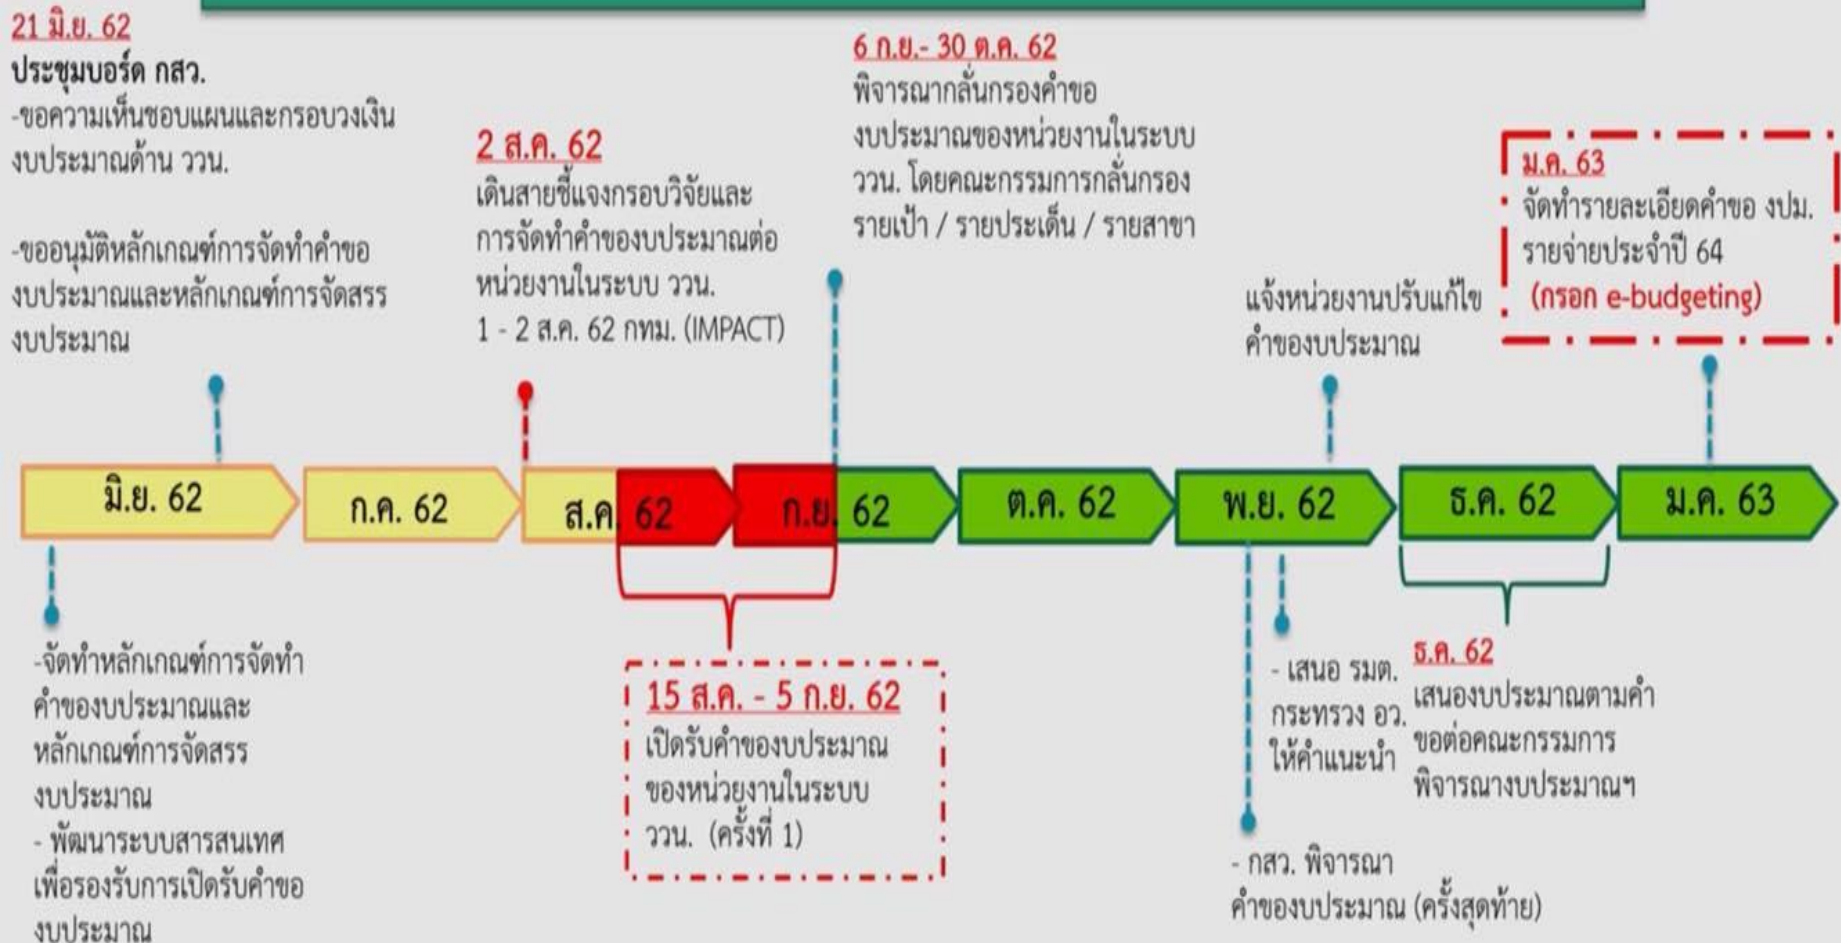 21 มิ.ย. 62
ประชุมบอร์ด กสว.
-ขอความเห็นชอบแผนและกรอบวงเงิน
งบประมาณด้าน ววน.
-ขออนุมัติหลักเกณฑ์การจัดทำคำขอ
งบประมาณและหลักเกณฑ์การจัดสรร
งบประมาณ
2 ส.ค. 62
เดินสายชี้แจงกรอบวิจัยและ
การจัดทำคำของบประมาณต่อ
หน่วยงานในระบบ ววน.
1 - 2 ส.ค. 62 กทม. (IMPACT)
6 ก.ย.- 30 ต.ค. 62
พิจารณากลั่นกรองคำขอ
งบประมาณของหน่วยงานในระบบ
ววน. โดยคณะกรรมการกลั่นกรอง
รายเป้า / รายประเด็น / รายสาขา
แจ้งหน่วยงานปรับแก้ไข
คำของบประมาณ
ม.ค. 63
จัดทำรายละเอียดคำขอ งปม.
รายจ่ายประจำปี 64
(กรอก e-budgeting)
มิ.ย. 62
ก.ค. 62
ส.ค. 62
ก.ย. 62
ต.ค. 62
พ.ย. 62
ธ.ค. 62
ม.ค. 63
-จัดทำหลักเกณฑ์การจัดทำ
คำของบประมาณและ
หลักเกณฑ์การจัดสรร
งบประมาณ
- พัฒนาระบบสารสนเทศ
เพื่อรองรับการเปิดรับคำขอ
งบประมาณ
15 ส.ค. - 5 ก.ย. 62
เปิดรับคำของบประมาณ
ของหน่วยงานในระบบ
ววน. (ครั้งที่ 1)
- เสนอ รมต.
กระทรวง อว.
ให้คำแนะนำ
- กสว. พิจารณา
คำของบประมาณ (ครั้งสุดท้าย)
ธ.ค. 62
เสนองบประมาณตามคำ
ขอต่อคณะกรรมการ
พิจารณางบประมาณฯ